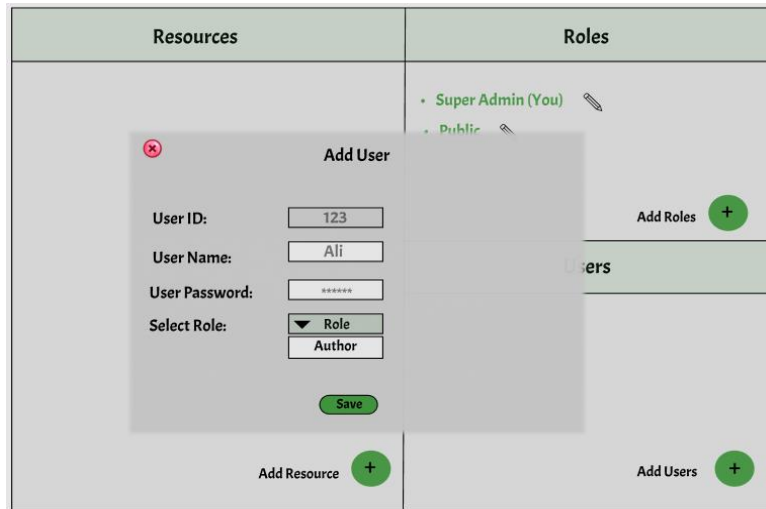 Resources
Roles
Super Admin (You)
Public
Add User
User ID: 123
User Name: Ali
User Password: ******
Select Role: Role
Author
Save
Add Roles +
sers
Add Resource +
Add Users +